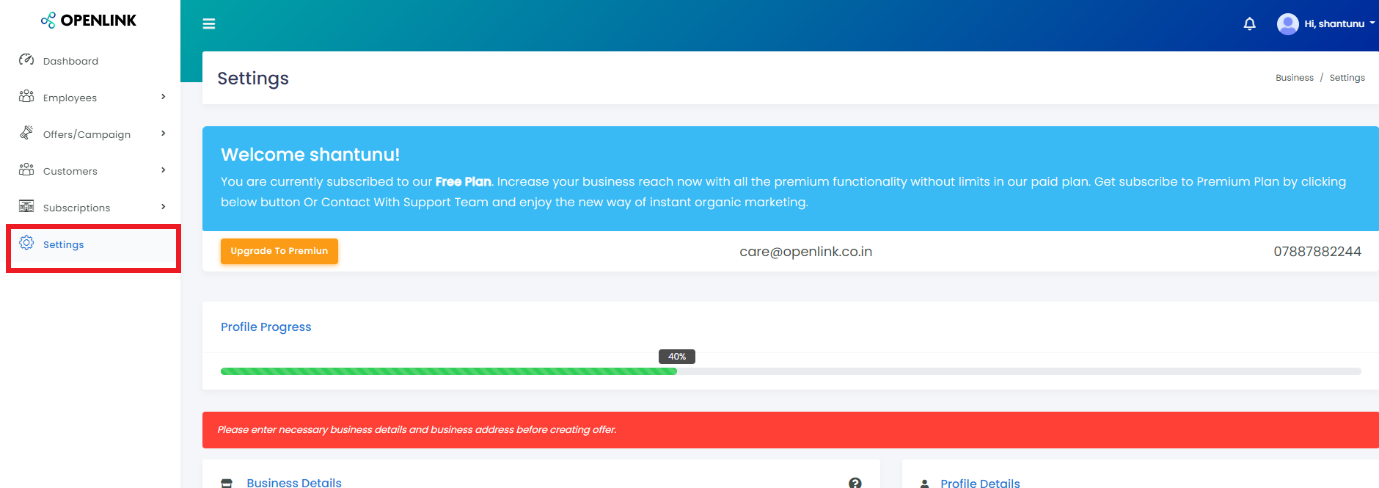 OPENLINK
Hi, shantunu
Dashboard
Settings
Business / Settings
Employees
Offers/Campaign
Welcome shantunu!
Customers
You are currently subscribed to our Free Plan. Increase your business reach now with all the premium functionality without limits in our paid plan. Get subscribe to Premium Plan by clicking
below button Or Contact With Support Team and enjoy the new way of instant organic marketing.
Subscriptions
Settings
Upgrade To Premiun
care@openlink.co.in
07887882244
Profile Progress
40%
Please enter necessary business details and business address before creating offer.
Business Details
?
Profile Details